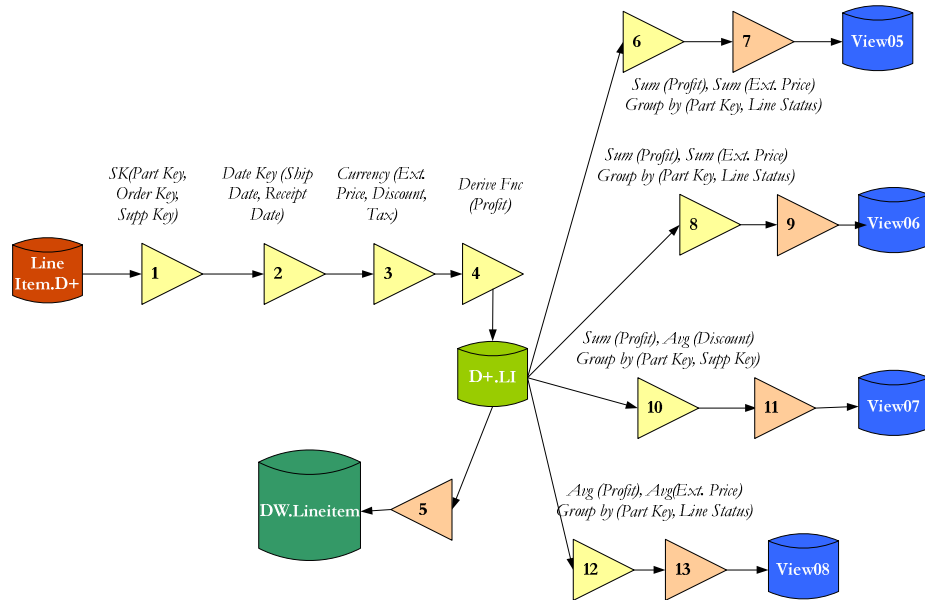 6
7
View05
Sum (Profit), Sum (Ext. Price)
Group by (Part Key, Line Status)
Sum (Profit), Sum (Ext. Price)
Group by (Part Key, Line Status)
8
9
View06
SK(Part Key,
Order Key,
Supp Key)
Date Key (Ship
Date, Receipt
Date)
Currency (Ext.
Price, Discount,
Tax)
Derive Fnc
(Profit)
Line
Item.D+
1
2
3
4
Sum (Profit), Avg (Discount)
Group by (Part Key, Supp Key)
D+.LI
10
11
View07
DW.Lineitem
5
Avg (Profit), Avg(Ext. Price)
Group by (Part Key, Line Status)
12
13
View08